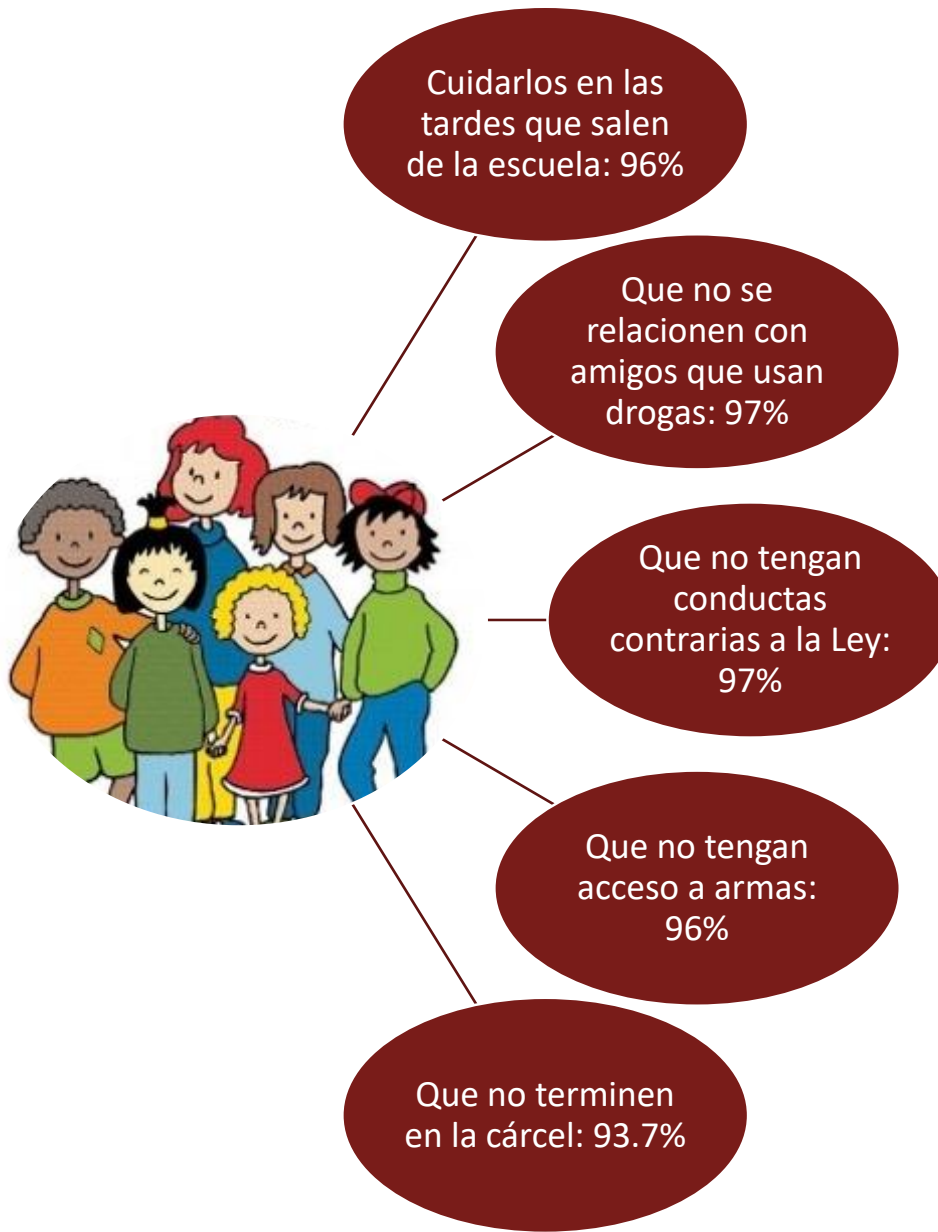 Cuidarlos en las
tardes que salen
de la escuela: 96%
Que no se
relacionen con
amigos que usan
drogas: 97%
Que no tengan
conductas
contrarias a la Ley:
97%
Que no tengan
acceso a armas:
96%
Que no terminen
en la cárcel: 93.7%